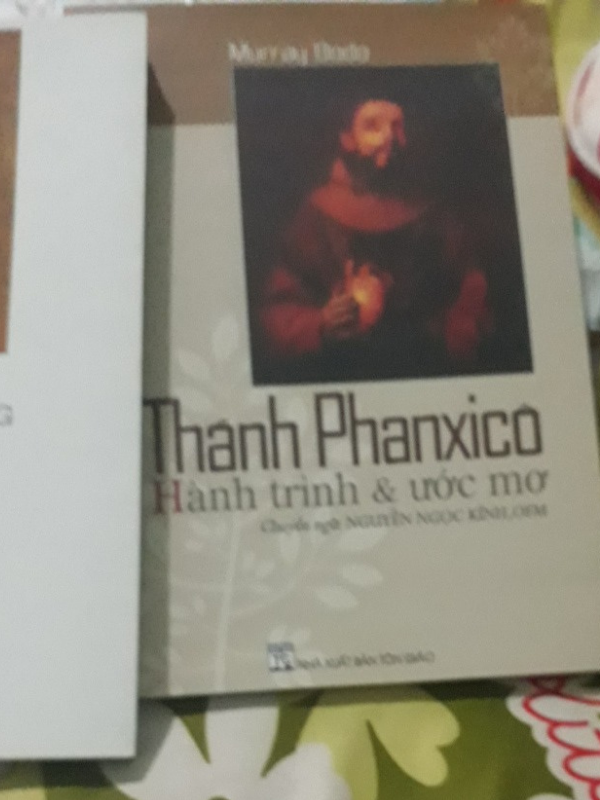 Murray Bodo
Thánh Phanxicô
Hành trình & ước mơ
Chuyển ngữ: NGUYỄN NGỌC KÍNH, OFM
NHÀ XUẤT BẢN TÔN GIÁO
G